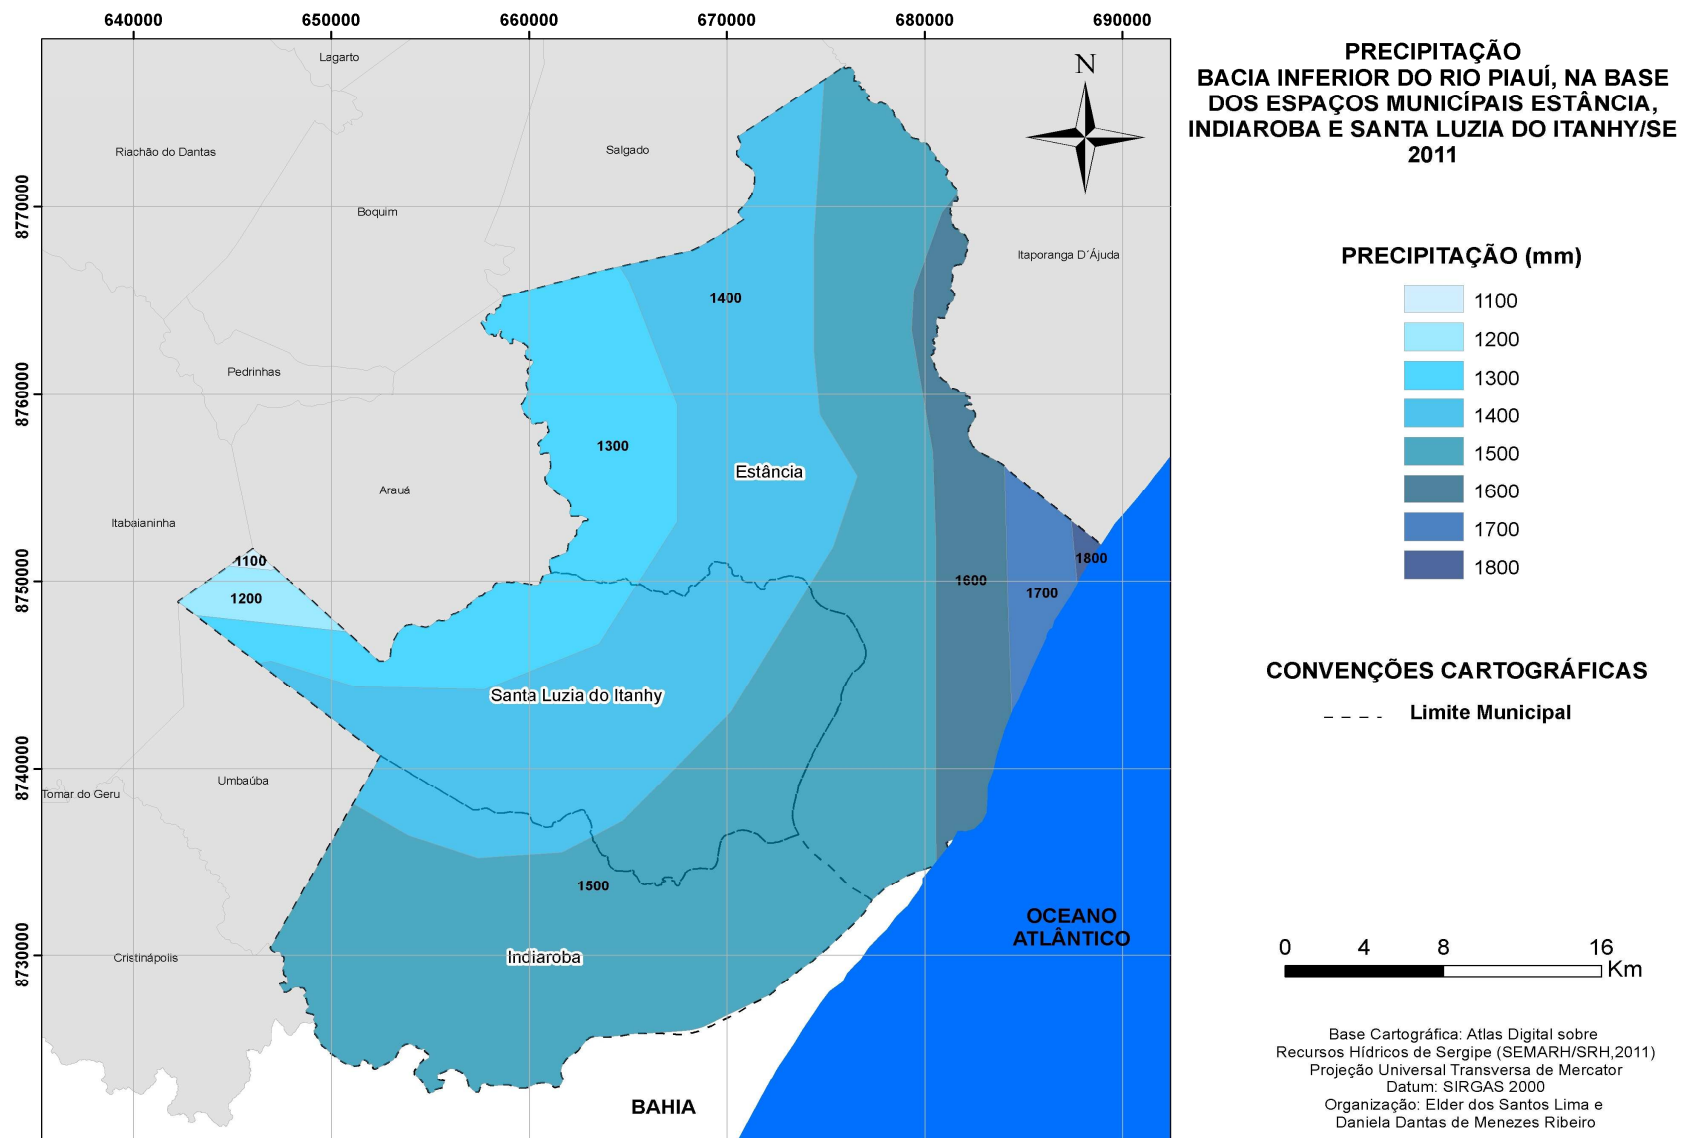 640000 650000 660000 670000 680000 690000
8770000
8760000
8750000
8740000
8730000
Lagarto
Riachão do Dantas
Salgado
Boquim
Itaporanga D´Ájuda
1400
Pedrinhas
1300
Estância
Arauá
Itabaianinha
1100
1800
1600
1700
1200
Santa Luzia do Itanhy
Umbaúba
Tomar do Geru
1500
OCEANO
ATLÂNTICO
Indiaroba
Cristinápolis
BAHIA
N
PRECIPITAÇÃO
BACIA INFERIOR DO RIO PIAUÍ, NA BASE
DOS ESPAÇOS MUNICÍPAIS ESTÂNCIA,
INDIAROBA E SANTA LUZIA DO ITANHY/SE
2011
PRECIPITAÇÃO (mm)
1100
1200
1300
1400
1500
1600
1700
1800
CONVENÇÕES CARTOGRÁFICAS
Limite Municipal
0 4 8 16
Km
Base Cartográfica: Atlas Digital sobre
Recursos Hídricos de Sergipe (SEMARH/SRH,2011)
Projeção Universal Transversa de Mercator
Datum: SIRGAS 2000
Organização: Elder dos Santos Lima e
Daniela Dantas de Menezes Ribeiro